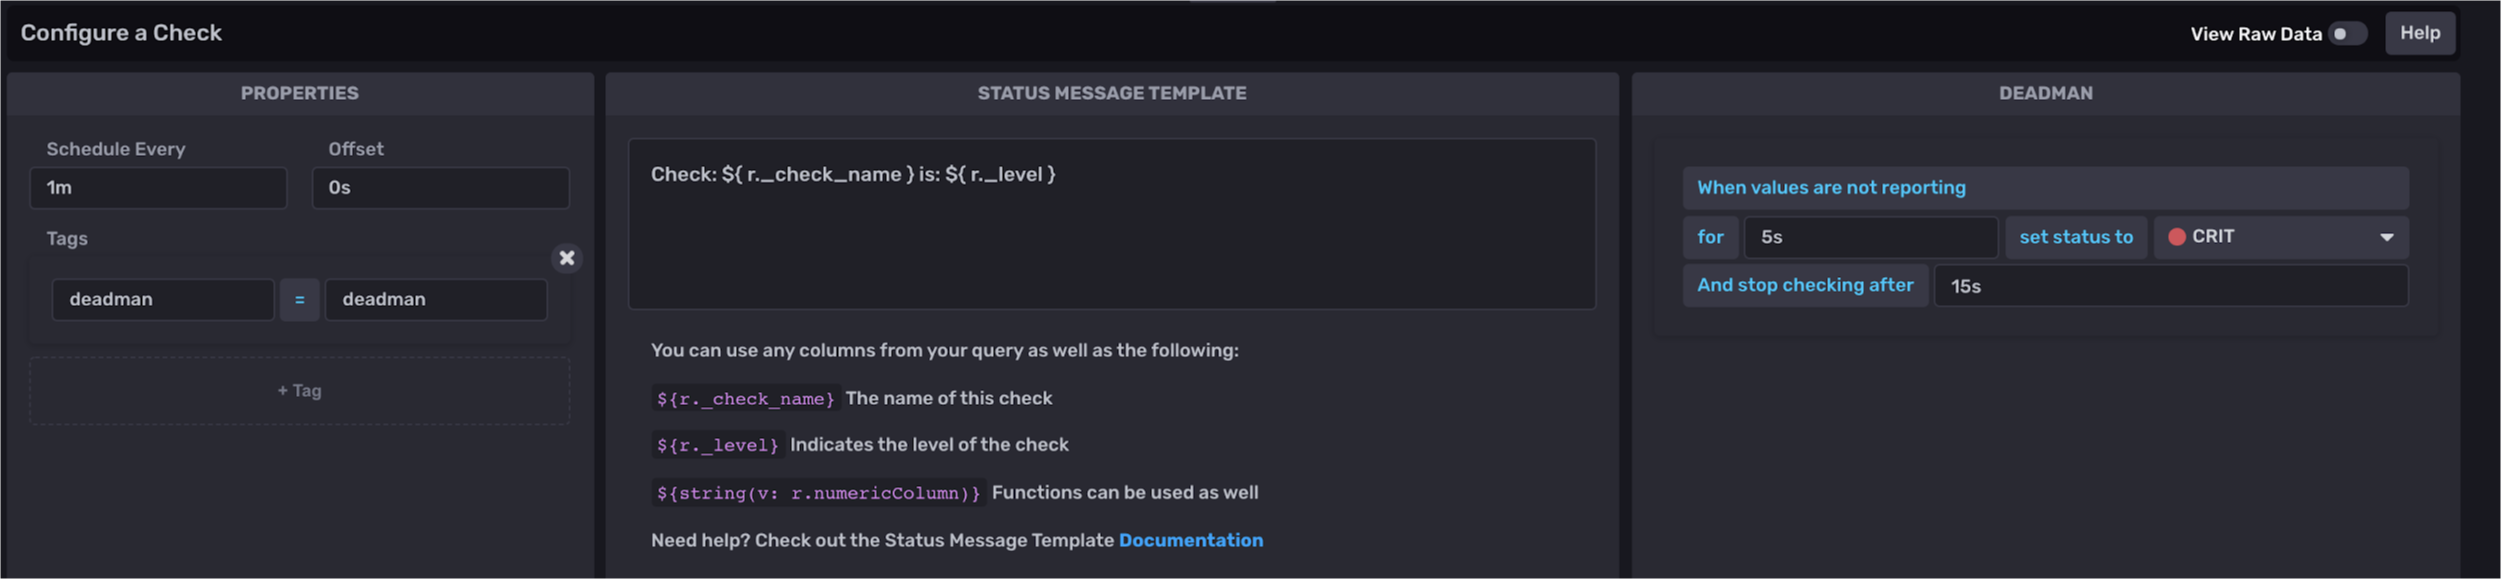 Configure a Check
View Raw Data
Help
PROPERTIES
Schedule Every
Offset
1m
0s
Tags
deadman
=
deadman
+ Tag
STATUS MESSAGE TEMPLATE
Check: ${ r._check_name } is: ${ r._level }
You can use any columns from your query as well as the following:
${r._check_name} The name of this check
${r._level} Indicates the level of the check
${string(v: r.numericColumn)} Functions can be used as well
Need help? Check out the Status Message Template Documentation
DEADMAN
When values are not reporting
for 5s set status to CRIT
And stop checking after 15s